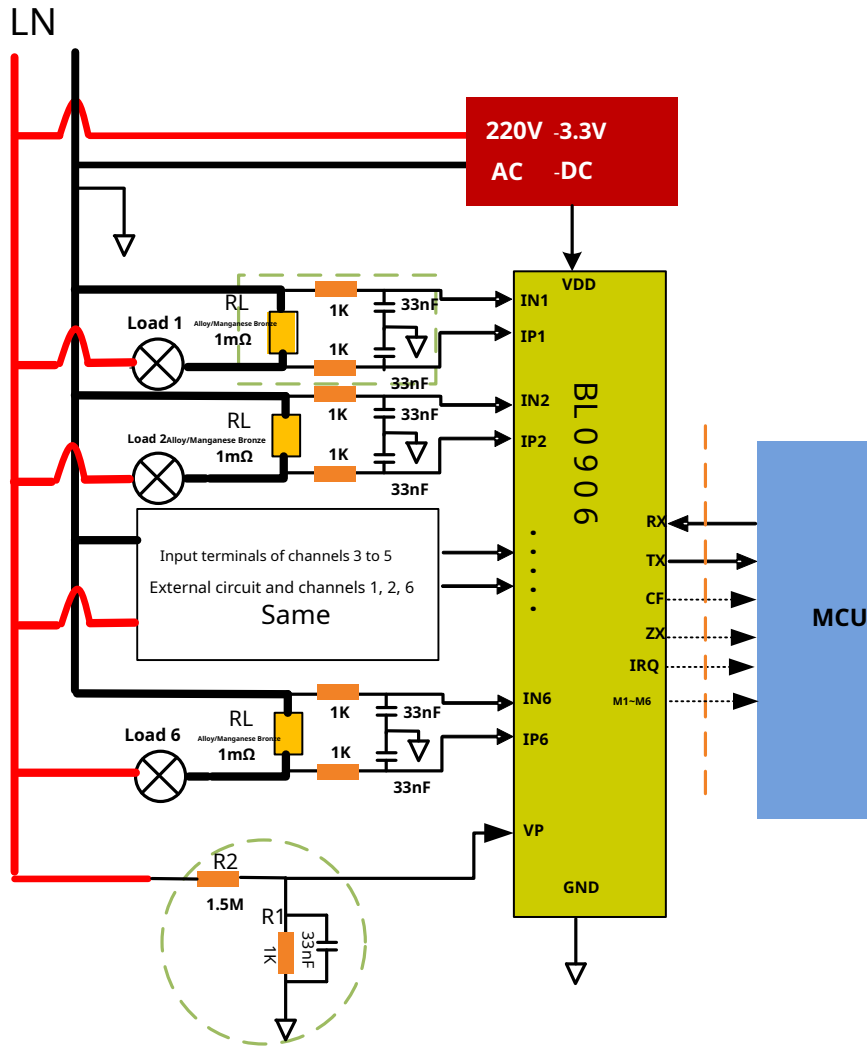 LN
220V -3.3V
AC -DC
VDD
RL
Alloy/Manganese Bronze
1mΩ
Load 1
1K
33nF
1K
33nF
IN1
IP1
RL
Load 2
Alloy/Manganese Bronze
1mΩ
1K
33nF
1K
33nF
IN2
IP2
BL0906
Input terminals of channels 3 to 5
External circuit and channels 1, 2, 6
Same
RX
TX
CF
ZX
IRQ
M1~M6
MCU
RL
Alloy/Manganese Bronze
1mΩ
Load 6
1K
33nF
1K
33nF
IN6
IP6
VP
GND
R2
1.5M
R1
1K
33nF